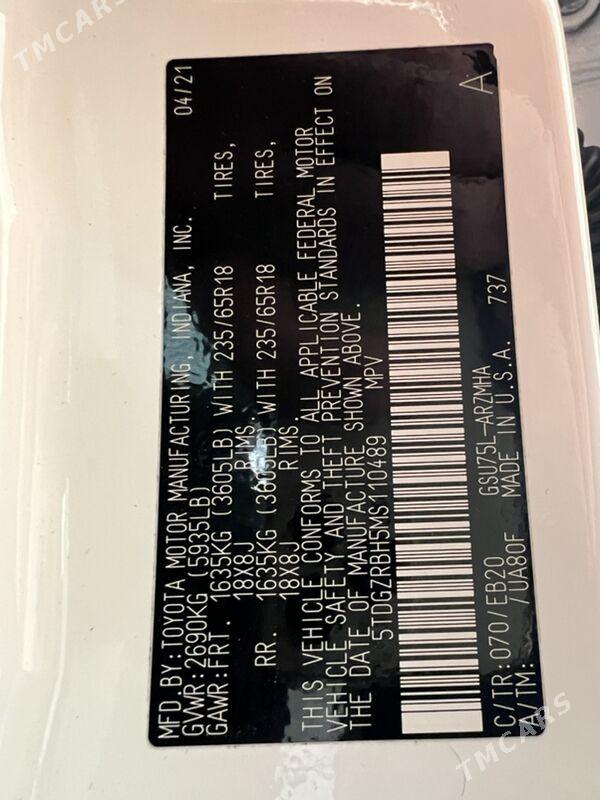 TMCARS
MFD.BY:TOYOTA MOTOR MANUFACTURING, INDIANA, INC. 04/21
GVWR:2690KG (5935LB)
GAWR:FRT. 1635KG (3605LB) WITH 235/65R18 TIRES,
18X8J RIMS.
RR. 1635KG (3605LB) WITH 235/65R18 TIRES,
18X8J RIMS.
THIS VEHICLE CONFORMS TO ALL APPLICABLE FEDERAL MOTOR
VEHICLE SAFETY AND THEFT PREVENTION STANDARDS IN EFFECT ON
THE DATE OF MANUFACTURE SHOWN ABOVE.
5TDGZRBH5MS110489 MPV
C/TR:070/EB20 GSU75L-ARZMHA
A/TM: /UA80F MADE IN U.S.A. 737 A
TMCARS